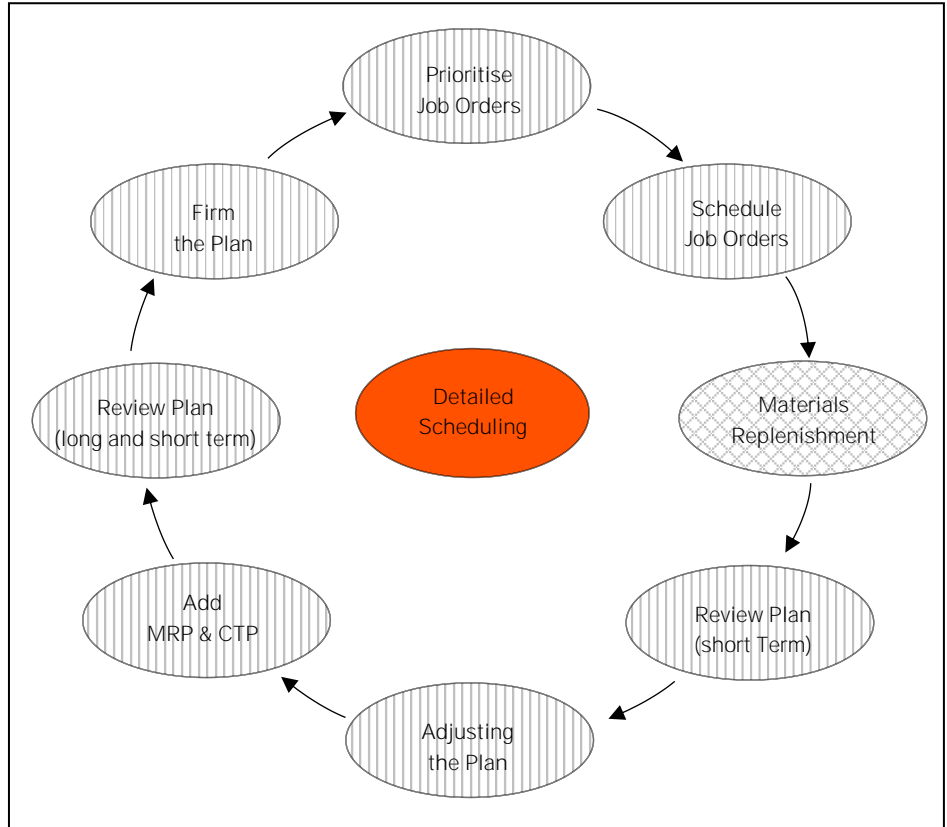 Prioritise
Job Orders
Schedule
Job Orders
Materials
Replenishment
Review Plan
(short Term)
Adjusting
the Plan
Add
MRP & CTP
Review Plan
(long and short term)
Firm
the Plan
Detailed
Scheduling